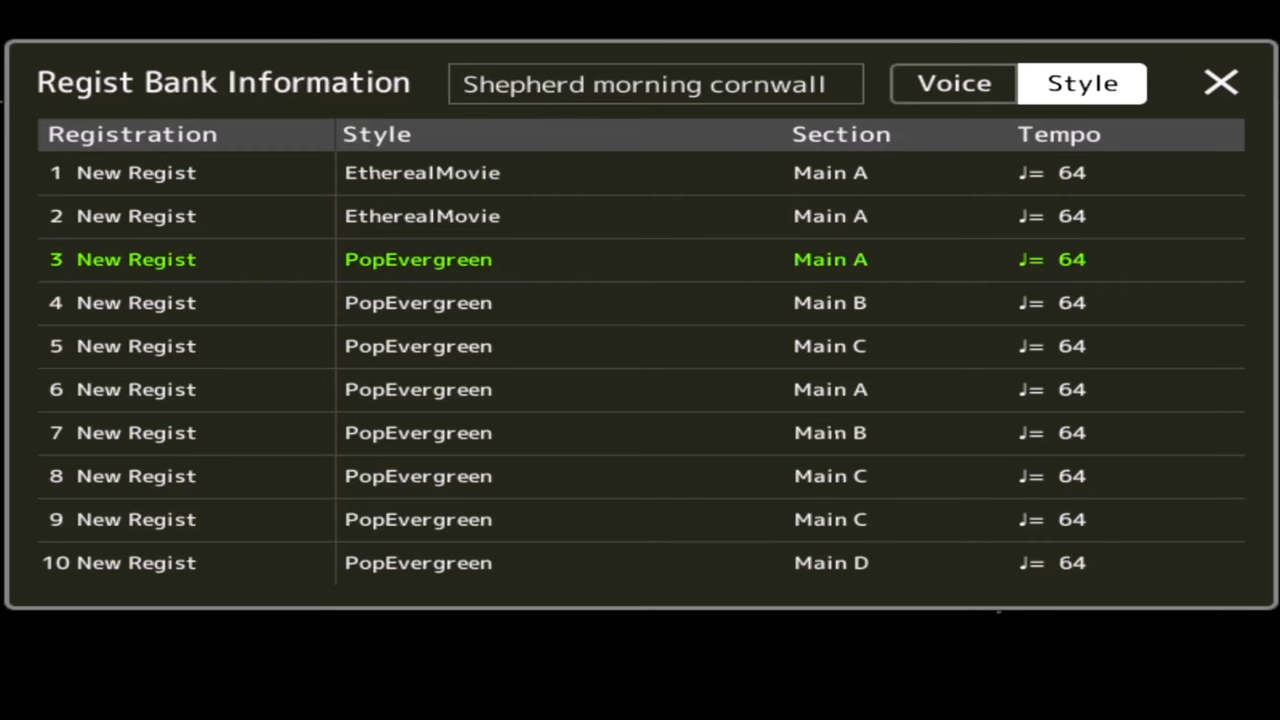 Regist Bank Information Shepherd morning cornwall Voice Style
Registration Style Section Tempo
1 New Regist EtherealMovie Main A ♩= 64
2 New Regist EtherealMovie Main A ♩= 64
3 New Regist PopEvergreen Main A ♩= 64
4 New Regist PopEvergreen Main B ♩= 64
5 New Regist PopEvergreen Main C ♩= 64
6 New Regist PopEvergreen Main A ♩= 64
7 New Regist PopEvergreen Main B ♩= 64
8 New Regist PopEvergreen Main C ♩= 64
9 New Regist PopEvergreen Main C ♩= 64
10 New Regist PopEvergreen Main D ♩= 64